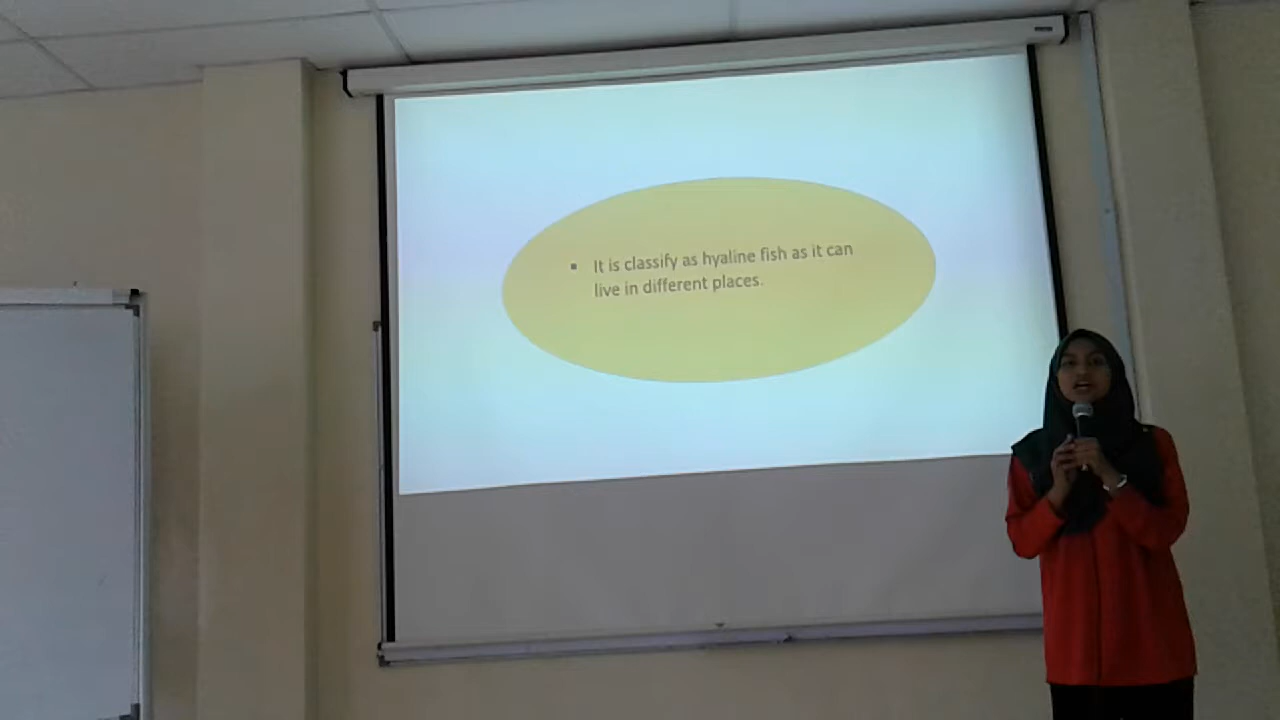 ▪ It is classify as hyaline fish as it can
live in different places.